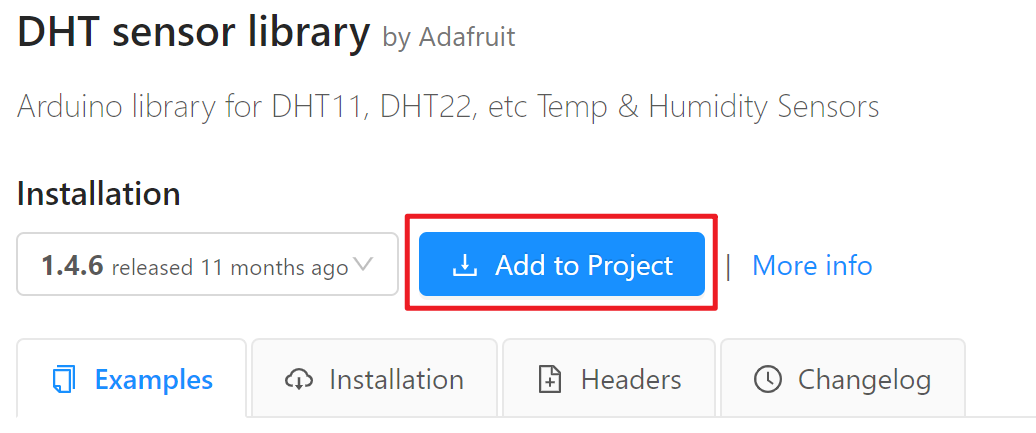 DHT sensor library by Adafruit
Arduino library for DHT11, DHT22, etc Temp & Humidity Sensors
Installation
1.4.6 released 11 months ago Add to Project | More info
Examples Installation Headers Changelog